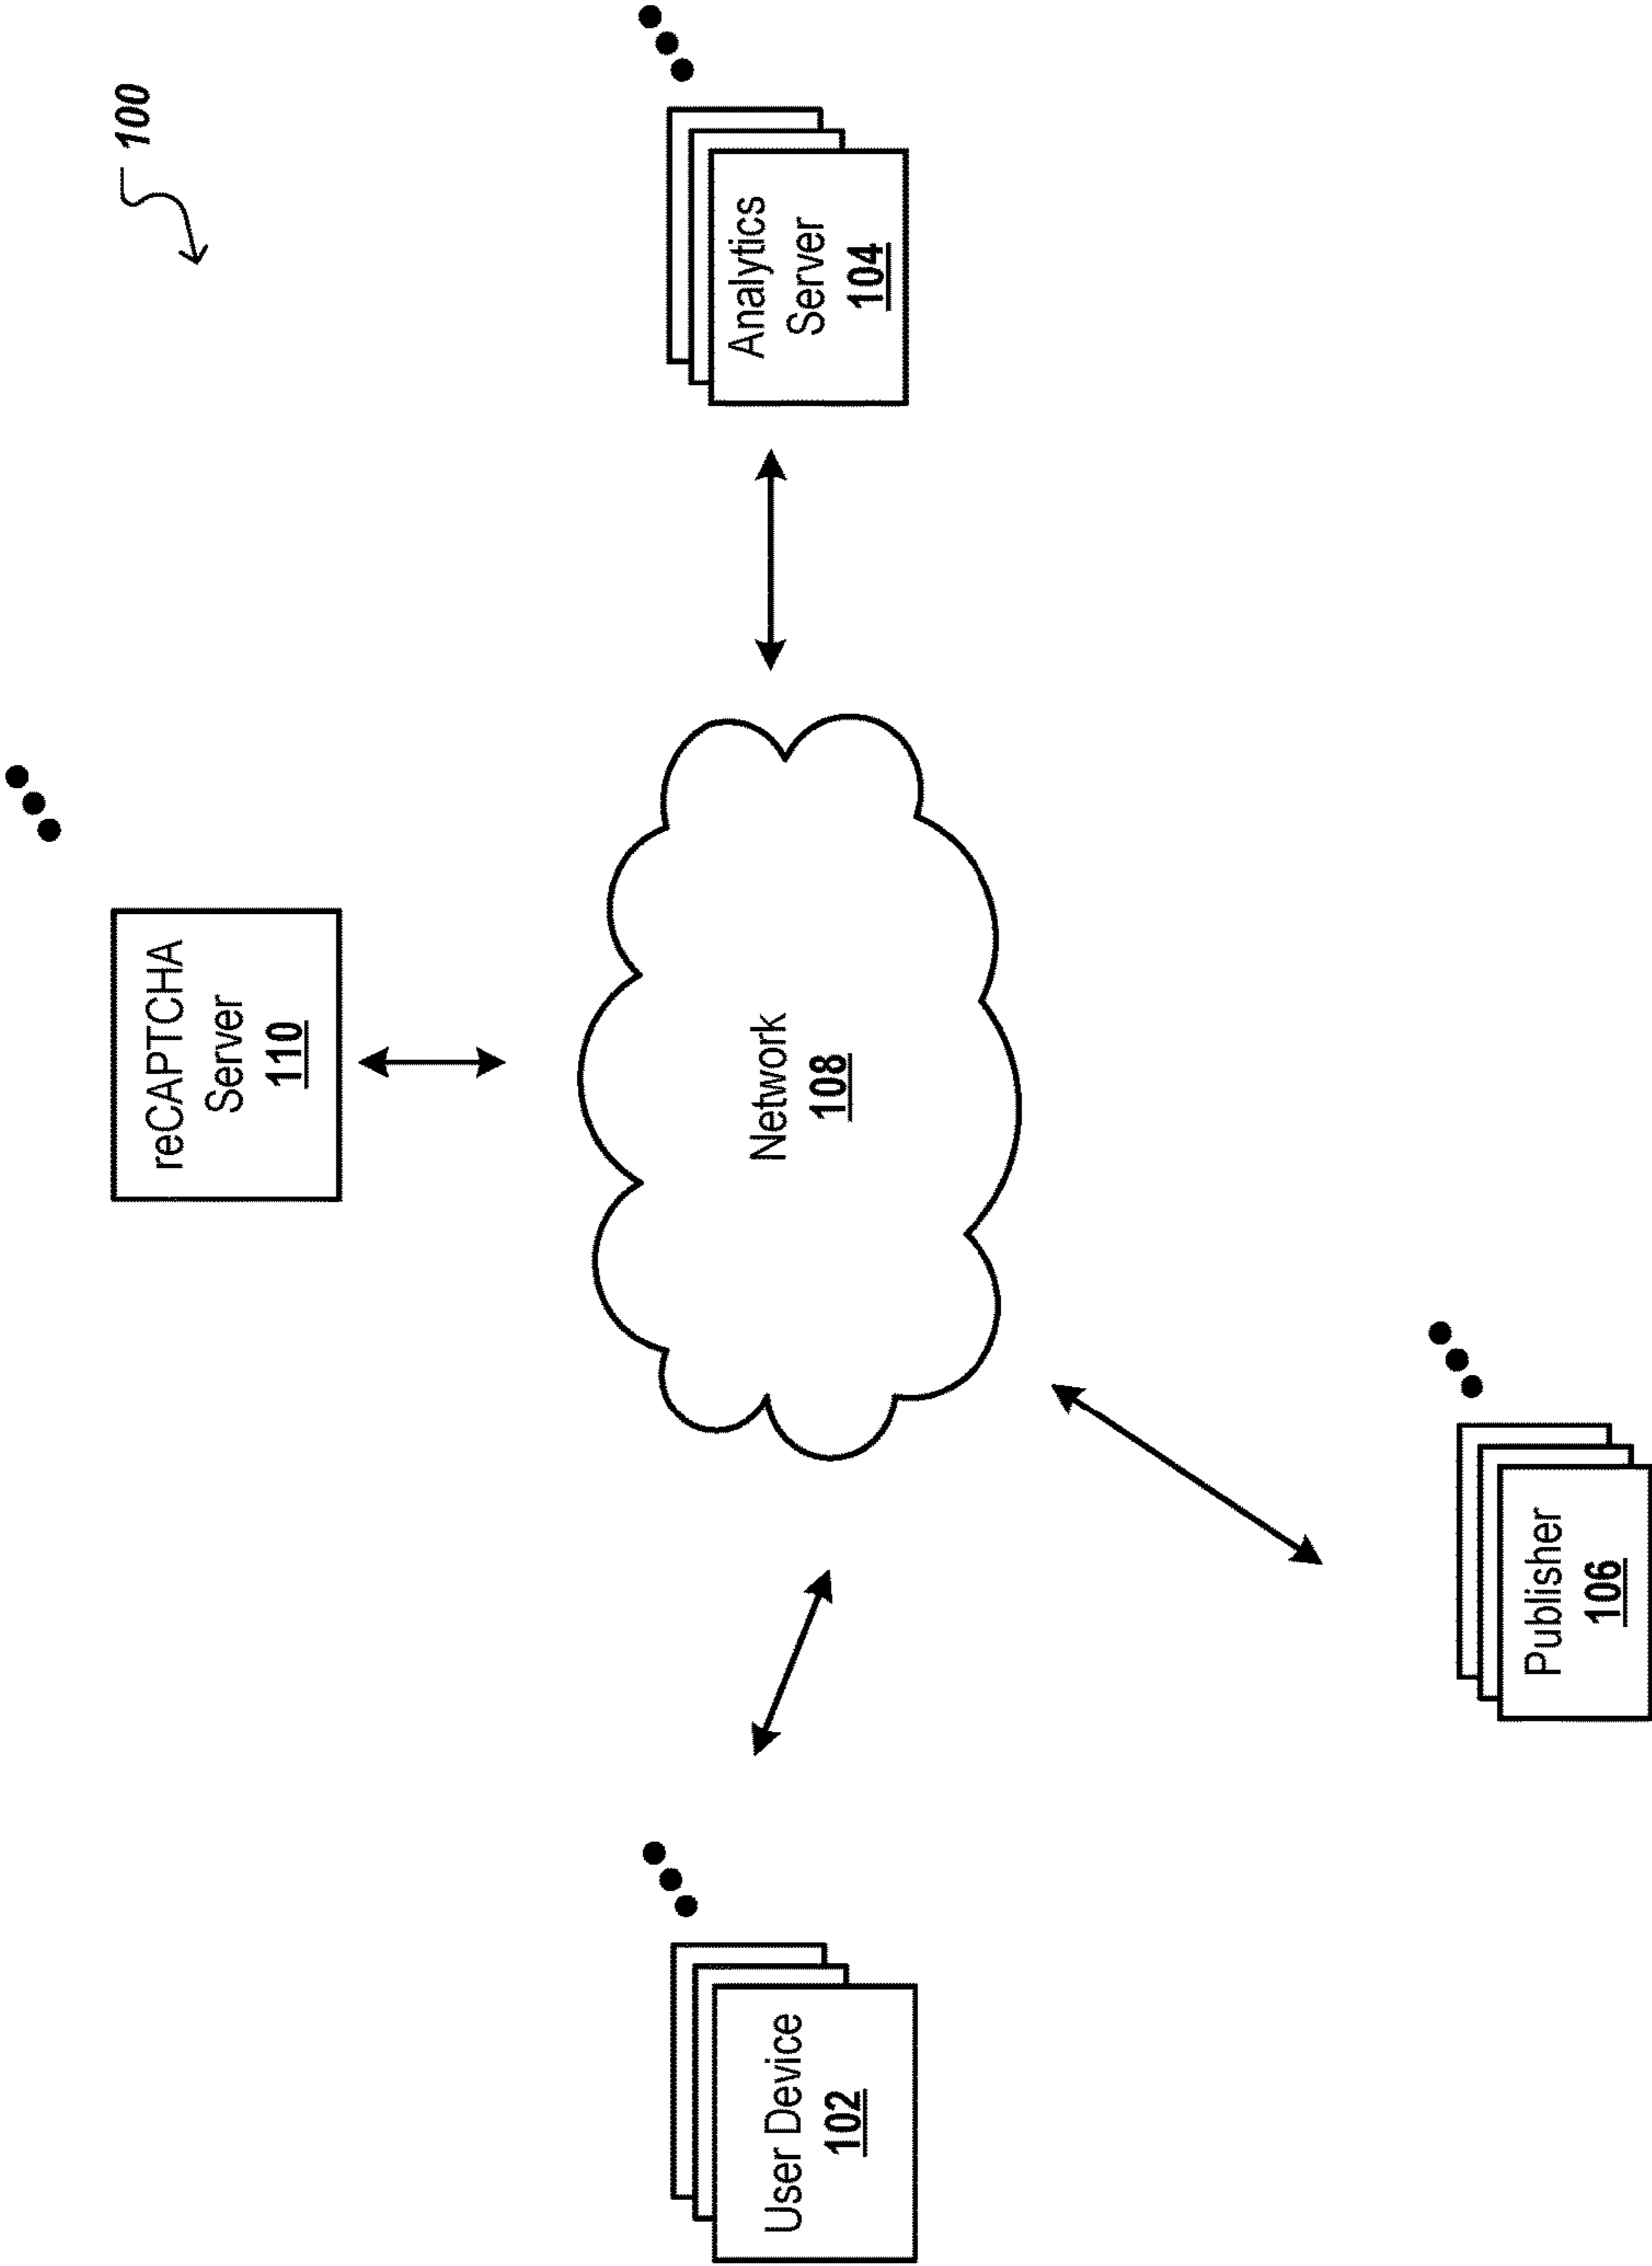 100
reCAPTCHA
Server
110
Analytics
Server
104
Network
108
User Device
102
Publisher
106